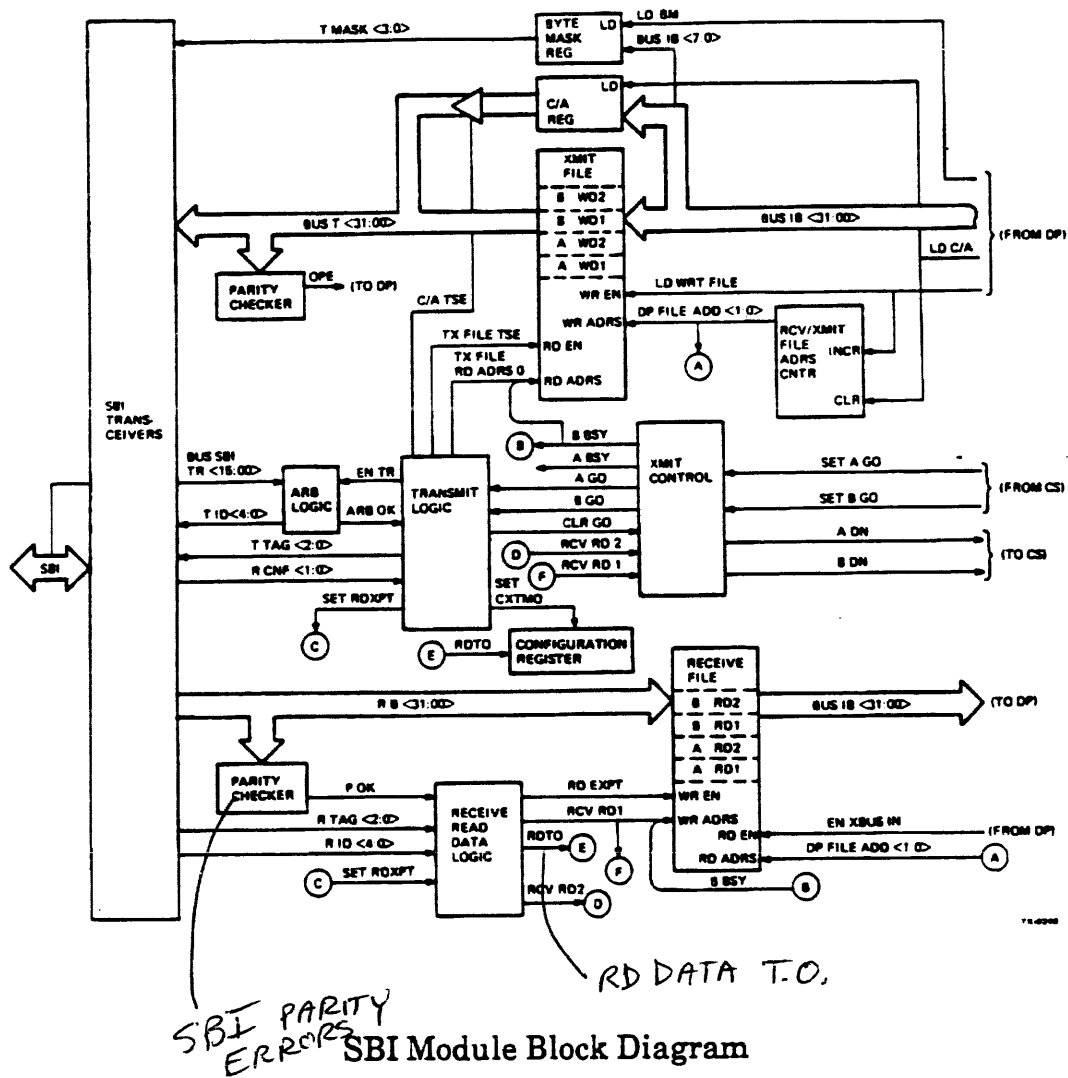 T MASK <3:0>
BYTE
MASK
REG
LD
LD BM
BUS IB <7:0>
C/A
REG
LD
XMIT
FILE
B WD2
B WD1
A WD2
A WD1
WR EN
WR ADRS
RD EN
RD ADRS
BUS T <31:00>
BUS IB <31:00>
(FROM DP)
LD C/A
PARITY
CHECKER
OPE
(TO DP)
C/A TSE
LD WRT FILE
DP FILE ADD <1:0>
A
RCV/XMIT
FILE
ADRS
CNTR
INCR
CLR
TX FILE TSE
TX FILE
RD ADRS 0
SBI
TRANS-
CEIVERS
SBI
BUS SBI
TR <15:00>
ARB
LOGIC
EN TR
ARB OK
T ID<4:0>
T TAG <2:0>
R CNF <1:0>
TRANSMIT
LOGIC
B
B BSY
A BSY
A GO
B GO
CLR GO
D
RCV RD 2
F
RCV RD 1
XMIT
CONTROL
SET A GO
SET B GO
(FROM CS)
A DN
B DN
(TO CS)
SET RDXPT
C
SET
CXTMO
E
RDTO
CONFIGURATION
REGISTER
RECEIVE
FILE
B RD2
B RD1
A RD2
A RD1
WR EN
WR ADRS
RD EN
RD ADRS
R B <31:00>
BUS IB <31:00>
(TO DP)
PARITY
CHECKER
P OK
R TAG <2:0>
R ID <4:0>
C
SET RDXPT
RECEIVE
READ
DATA
LOGIC
RD EXPT
RCV RD1
RDTO
E
F
RCV RD2
D
EN XBUS IN
(FROM DP)
DP FILE ADD <1:0>
A
B BSY
B
RD DATA T.O.
SBI PARITY
ERRORS
SBI Module Block Diagram